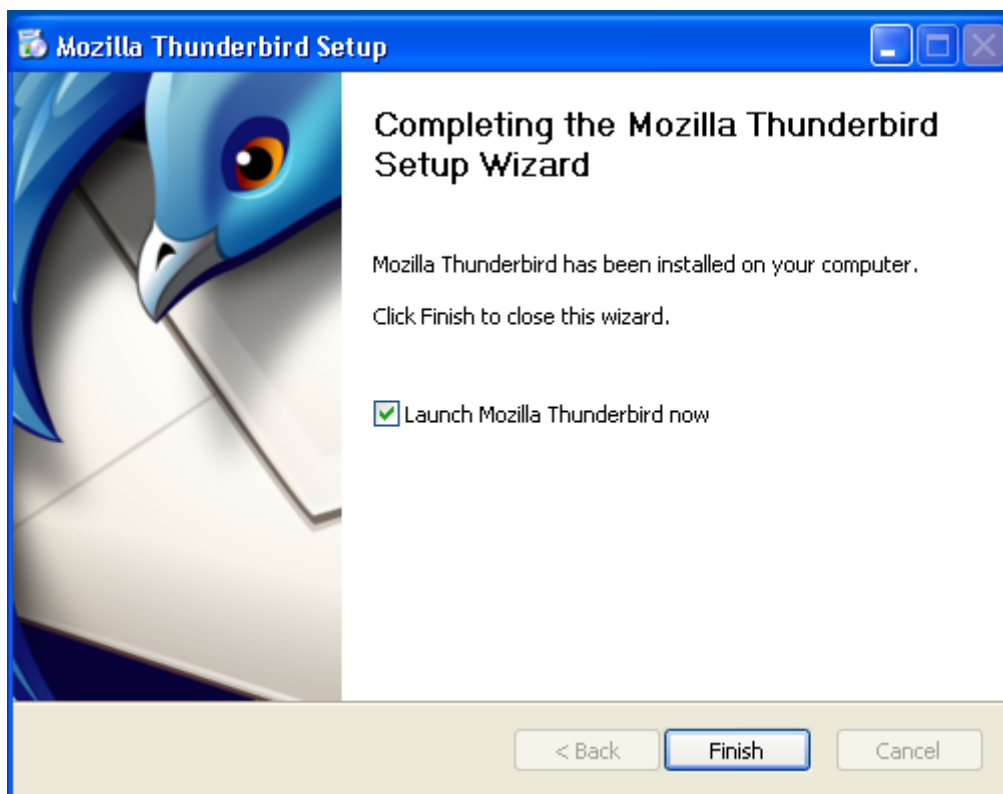 Mozilla Thunderbird Setup
Completing the Mozilla Thunderbird
Setup Wizard
Mozilla Thunderbird has been installed on your computer.
Click Finish to close this wizard.
Launch Mozilla Thunderbird now
< Back Finish Cancel